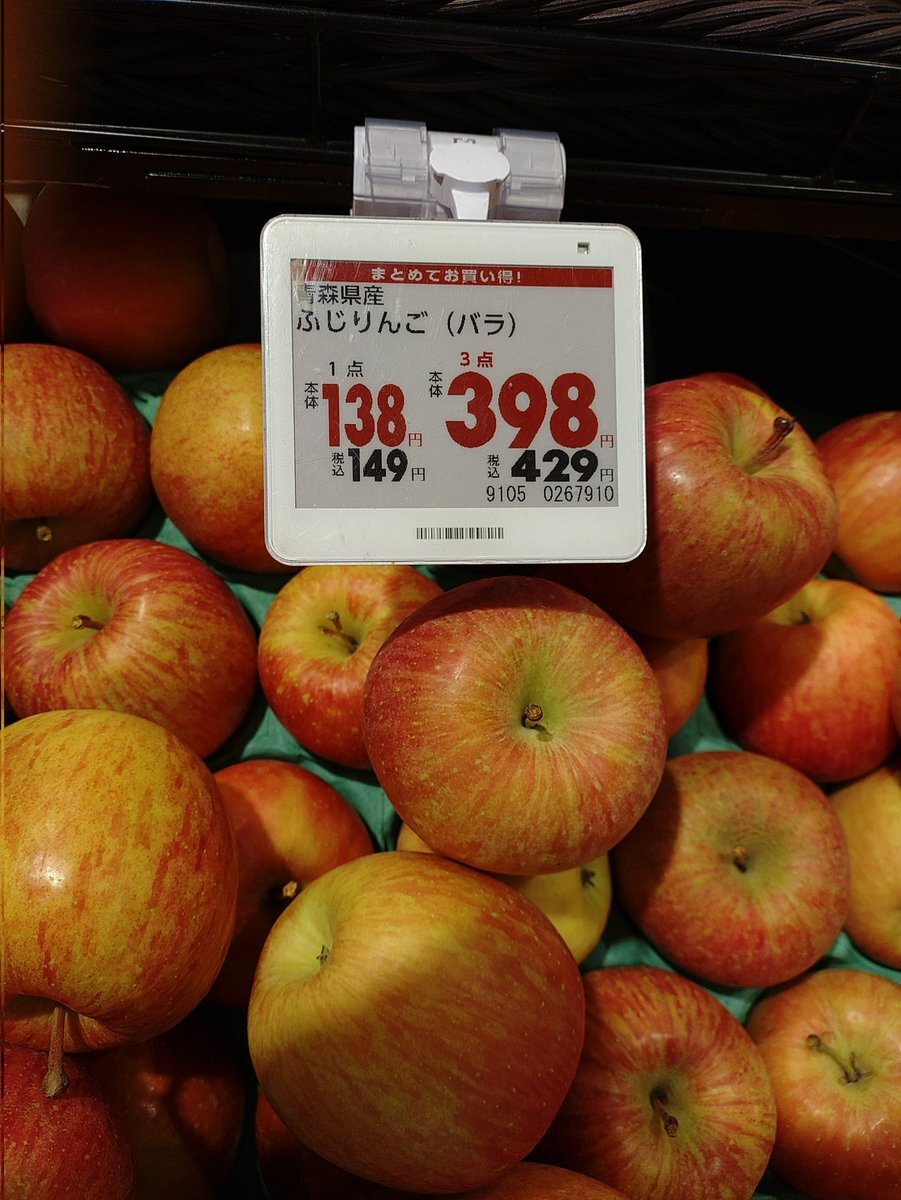 まとめてお買い得!
青森県産
ふじりんご (バラ)
1点 3点
本体138円 本体398円
税込149円 税込429円
9105 0267910